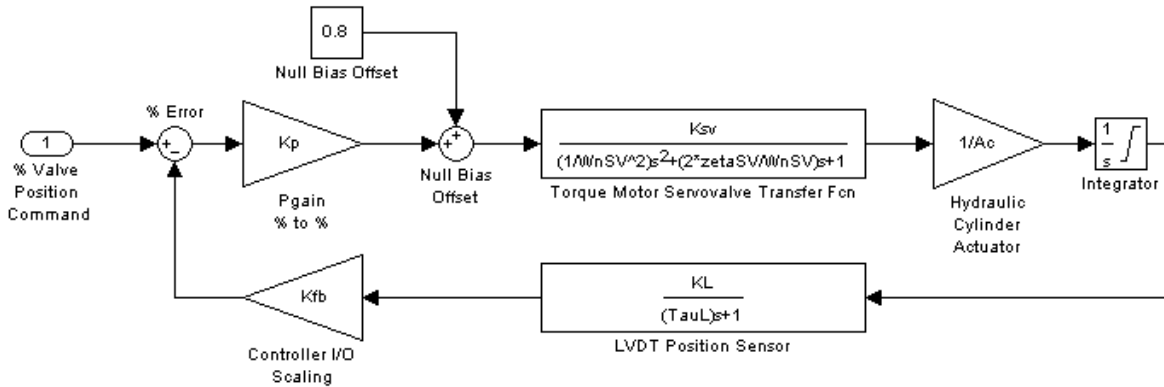 0.8
Null Bias Offset
% Error
1
% Valve
Position
Command
+
−
Kp
Pgain
% to %
+
+
Null Bias
Offset
Ksv
(1/WnSV^2)s²+(2*zetaSV/WnSV)s+1
Torque Motor Servovalve Transfer Fcn
1/Ac
Hydraulic
Cylinder
Actuator
1
s
Integrator
Kfb
Controller I/O
Scaling
KL
(TauL)s+1
LVDT Position Sensor